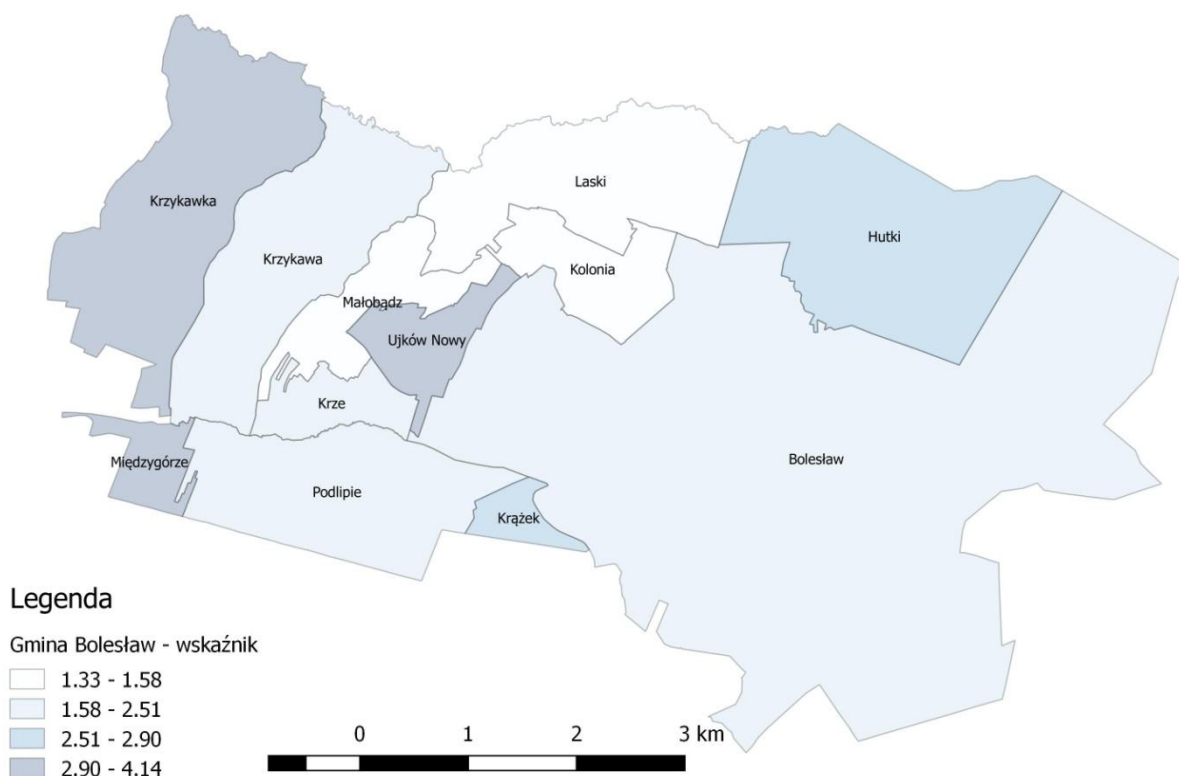 Krzykawka
Laski
Hutki
Krzykawa
Kolonia
Małobądz
Ujków Nowy
Krze
Bolesław
Międzygórze
Podlipie
Krążek
Legenda
Gmina Bolesław - wskaźnik
1.33 - 1.58
1.58 - 2.51
2.51 - 2.90
2.90 - 4.14
0 1 2 3 km